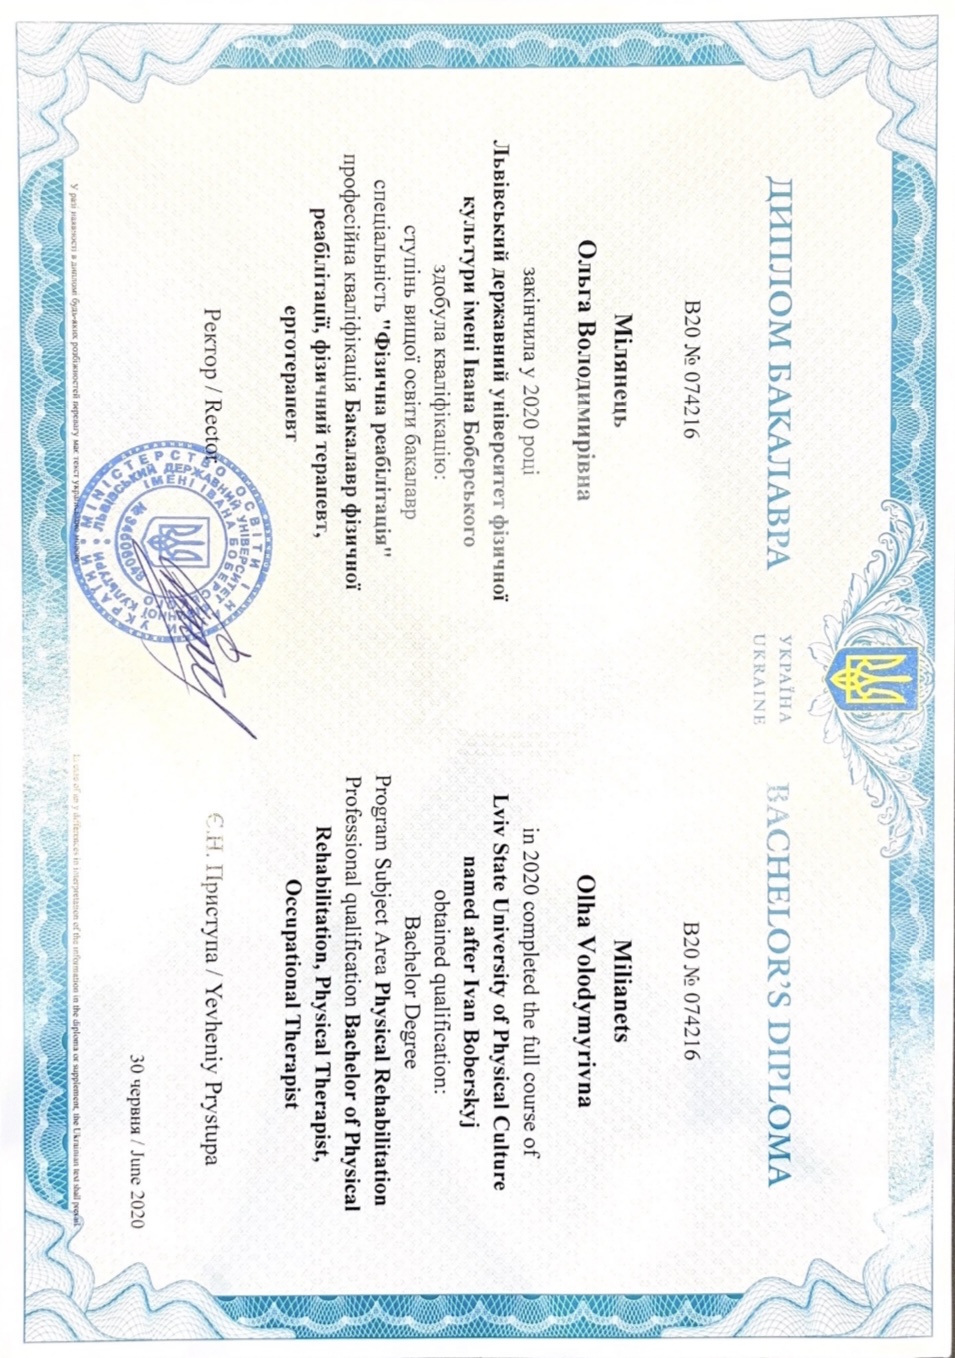 УКРАЇНА
UKRAINE
ДИПЛОМ БАКАЛАВРА
В20 № 074216
Мілянець
Ольга Володимирівна
закінчила у 2020 році
Львівський державний університет фізичної
культури імені Івана Боберського
здобула кваліфікацію:
ступінь вищої освіти бакалавр
спеціальність "Фізична реабілітація"
професійна кваліфікація Бакалавр фізичної
реабілітації, фізичний терапевт,
ерготерапевт
Ректор / Rector
У разі наявності в дипломі будь-яких розбіжностей перевагу має текст українською мовою.
BACHELOR'S DIPLOMA
B20 № 074216
Milianets
Olha Volodymyrivna
in 2020 completed the full course of
Lviv State University of Physical Culture
named after Ivan Boberskyj
obtained qualification:
Bachelor Degree
Program Subject Area Physical Rehabilitation
Professional qualification Bachelor of Physical
Rehabilitation, Physical Therapist,
Occupational Therapist
Є.Н. Приступа / Yevheniy Prystupa
30 червня / June 2020
In case of any differences in interpretation of the information in the diploma or supplement, the Ukrainian text shall prevail.
МІНІСТЕРСТВО ОСВІТИ І НАУКИ УКРАЇНИ
ЛЬВІВСЬКИЙ ДЕРЖАВНИЙ УНІВЕРСИТЕТ ФІЗИЧНОЇ КУЛЬТУРИ
ІМЕНІ ІВАНА БОБЕРСЬКОГО
№ 34606045